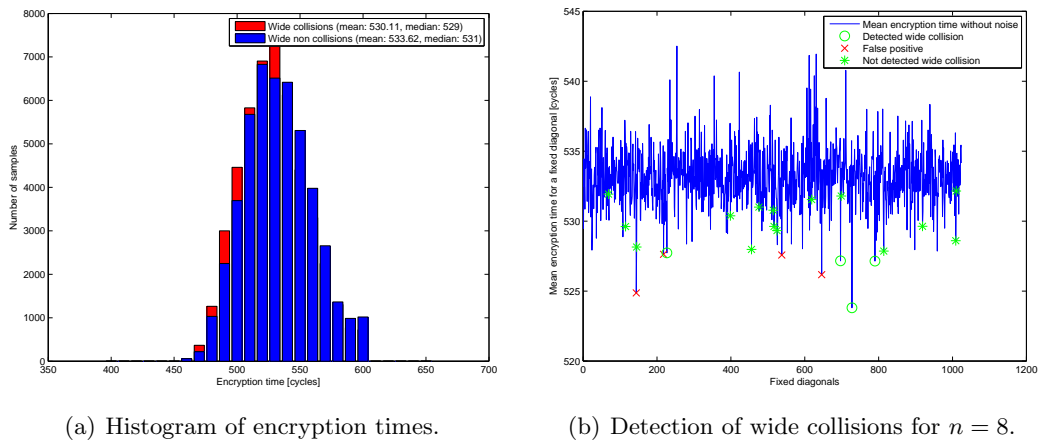 Wide collisions (mean: 530.11, median: 529)
Wide non collisions (mean: 533.62, median: 531)
8000
7000
6000
5000
4000
3000
2000
1000
0
Number of samples
350
400
450
500
550
600
650
700
Encryption time [cycles]
(a) Histogram of encryption times.
Mean encryption time without noise
Detected wide collision
False positive
Not detected wide collision
545
540
535
530
525
520
Mean encryption time for a fixed diagonal [cycles]
0
200
400
600
800
1000
1200
Fixed diagonals
(b) Detection of wide collisions for n = 8.